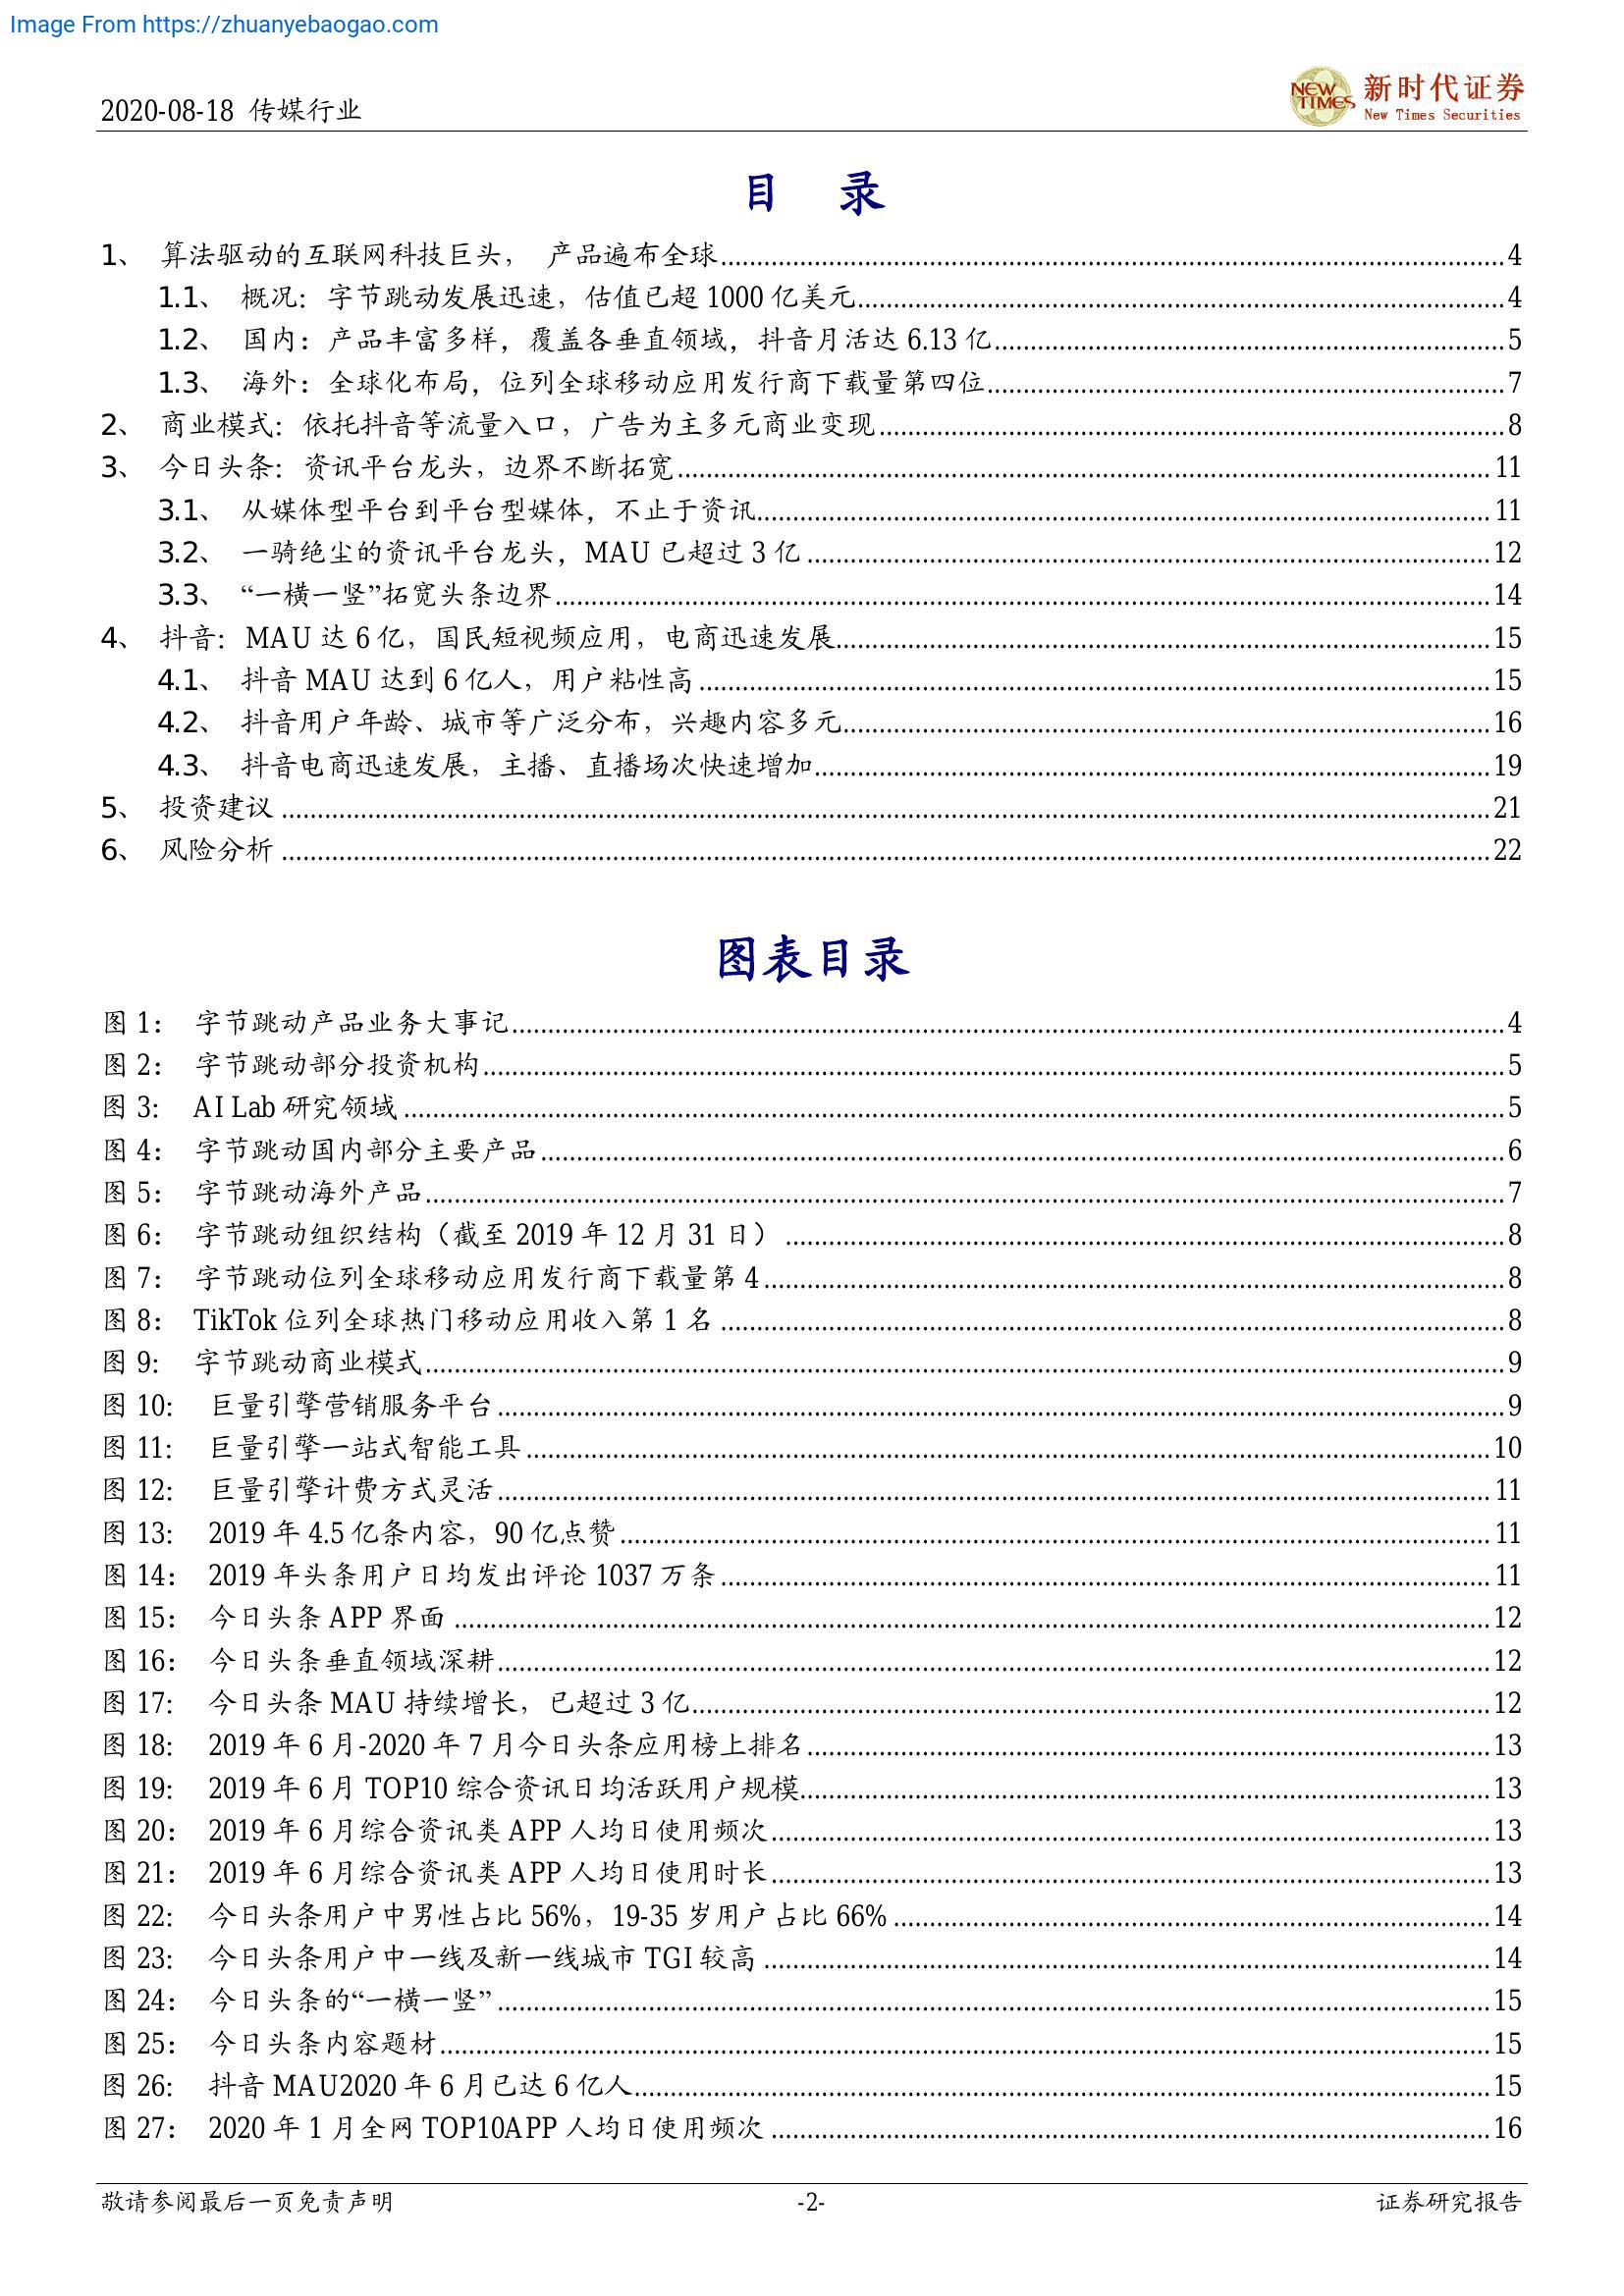 Image From https://zhuanyebaogao.com
2020-08-18 传媒行业
NEW TIMES 新时代证券
New Times Securities
目 录
1、 算法驱动的互联网科技巨头， 产品遍布全球 4
1.1、 概况：字节跳动发展迅速，估值已超 1000 亿美元 4
1.2、 国内：产品丰富多样，覆盖各垂直领域，抖音月活达 6.13 亿 5
1.3、 海外：全球化布局，位列全球移动应用发行商下载量第四位 7
2、 商业模式：依托抖音等流量入口，广告为主多元商业变现 8
3、 今日头条：资讯平台龙头，边界不断拓宽 11
3.1、 从媒体型平台到平台型媒体，不止于资讯 11
3.2、 一骑绝尘的资讯平台龙头，MAU 已超过 3 亿 12
3.3、 “一横一竖”拓宽头条边界 14
4、 抖音：MAU 达 6 亿，国民短视频应用，电商迅速发展 15
4.1、 抖音 MAU 达到 6 亿人，用户粘性高 15
4.2、 抖音用户年龄、城市等广泛分布，兴趣内容多元 16
4.3、 抖音电商迅速发展，主播、直播场次快速增加 19
5、 投资建议 21
6、 风险分析 22
图表目录
图 1： 字节跳动产品业务大事记 4
图 2： 字节跳动部分投资机构 5
图 3: AI Lab 研究领域 5
图 4： 字节跳动国内部分主要产品 6
图 5： 字节跳动海外产品 7
图 6： 字节跳动组织结构（截至 2019 年 12 月 31 日） 8
图 7： 字节跳动位列全球移动应用发行商下载量第 4 8
图 8： TikTok 位列全球热门移动应用收入第 1 名 8
图 9: 字节跳动商业模式 9
图 10: 巨量引擎营销服务平台 9
图 11: 巨量引擎一站式智能工具 10
图 12: 巨量引擎计费方式灵活 11
图 13: 2019 年 4.5 亿条内容，90 亿点赞 11
图 14： 2019 年头条用户日均发出评论 1037 万条 11
图 15： 今日头条 APP 界面 12
图 16： 今日头条垂直领域深耕 12
图 17: 今日头条 MAU 持续增长，已超过 3 亿 12
图 18: 2019 年 6 月-2020 年 7 月今日头条应用榜上排名 13
图 19: 2019 年 6 月 TOP10 综合资讯日均活跃用户规模 13
图 20： 2019 年 6 月综合资讯类 APP 人均日使用频次 13
图 21： 2019 年 6 月综合资讯类 APP 人均日使用时长 13
图 22: 今日头条用户中男性占比 56%，19-35 岁用户占比 66% 14
图 23: 今日头条用户中一线及新一线城市 TGI 较高 14
图 24： 今日头条的“一横一竖” 15
图 25： 今日头条内容题材 15
图 26: 抖音 MAU2020 年 6 月已达 6 亿人 15
图 27： 2020 年 1 月全网 TOP10APP 人均日使用频次 16
敬请参阅最后一页免责声明 -2- 证券研究报告